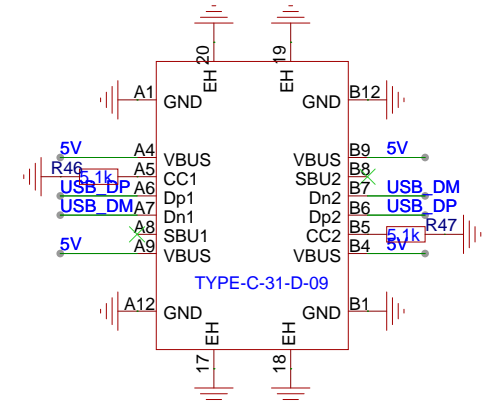 20 19
EH EH
A1 GND GND B12
5V A4 VBUS VBUS B9 5V
R46 5.1k A5 CC1 SBU2 B8
USB_DP A6 Dp1 Dn2 B7 USB_DM
USB_DM A7 Dn1 Dp2 B6 USB_DP
A8 SBU1 CC2 B5 5.1k R47
5V A9 VBUS VBUS B4 5V
TYPE-C-31-D-09
A12 GND GND B1
EH EH
17 18